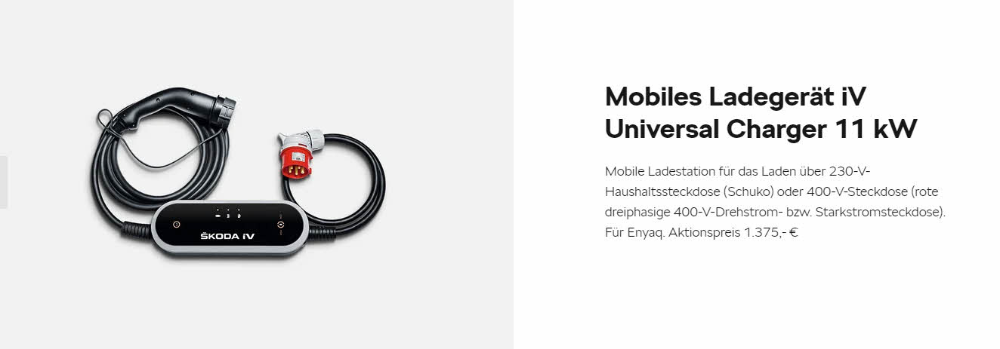 ŠKODA iV
Mobiles Ladegerät iV
Universal Charger 11 kW
Mobile Ladestation für das Laden über 230-V-
Haushaltssteckdose (Schuko) oder 400-V-Steckdose (rote
dreiphasige 400-V-Drehstrom- bzw. Starkstromsteckdose).
Für Enyaq. Aktionspreis 1.375,- €